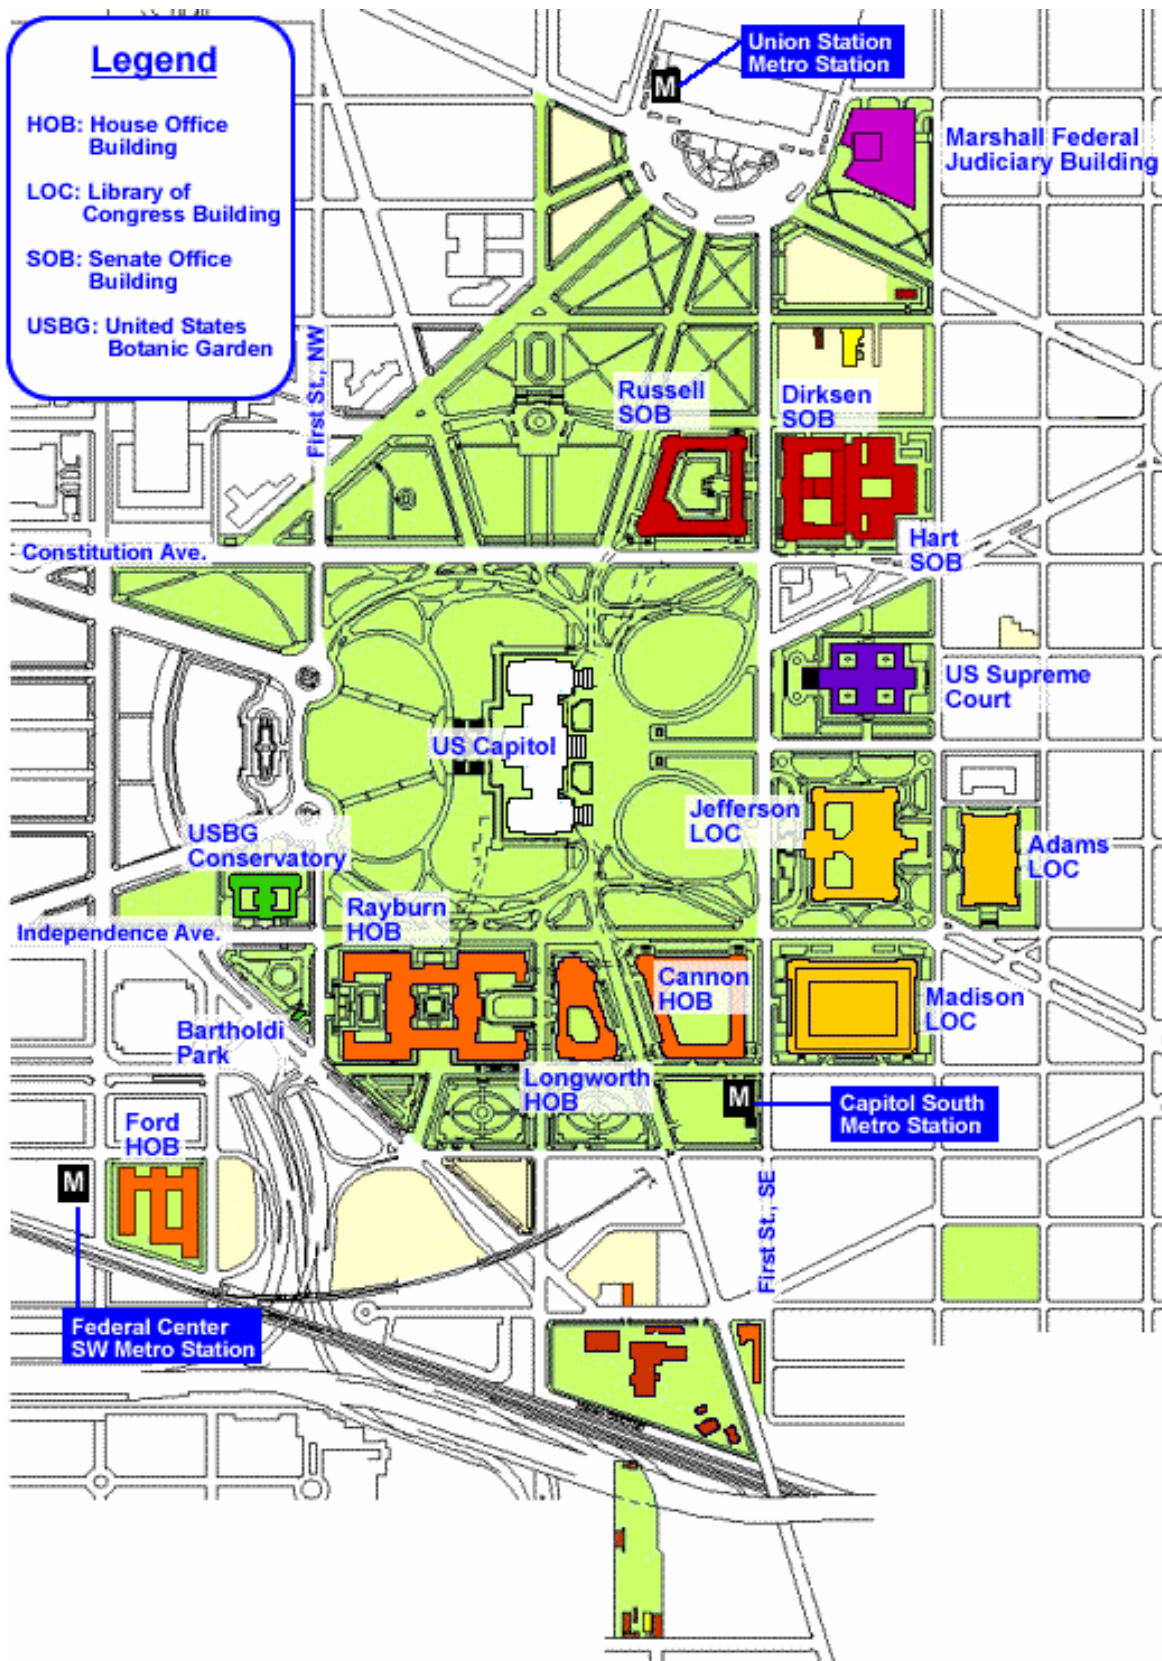 Legend
HOB: House Office
Building
LOC: Library of
Congress Building
SOB: Senate Office
Building
USBG: United States
Botanic Garden
Union Station
Metro Station
M
Marshall Federal
Judiciary Building
First St., NW
Russell
SOB
Dirksen
SOB
Hart
SOB
Constitution Ave.
US Supreme
Court
US Capitol
Jefferson
LOC
Adams
LOC
USBG
Conservatory
Independence Ave.
Rayburn
HOB
Cannon
HOB
Madison
LOC
Bartholdi
Park
Longworth
HOB
M
Capitol South
Metro Station
Ford
HOB
M
First St., SE
Federal Center
SW Metro Station